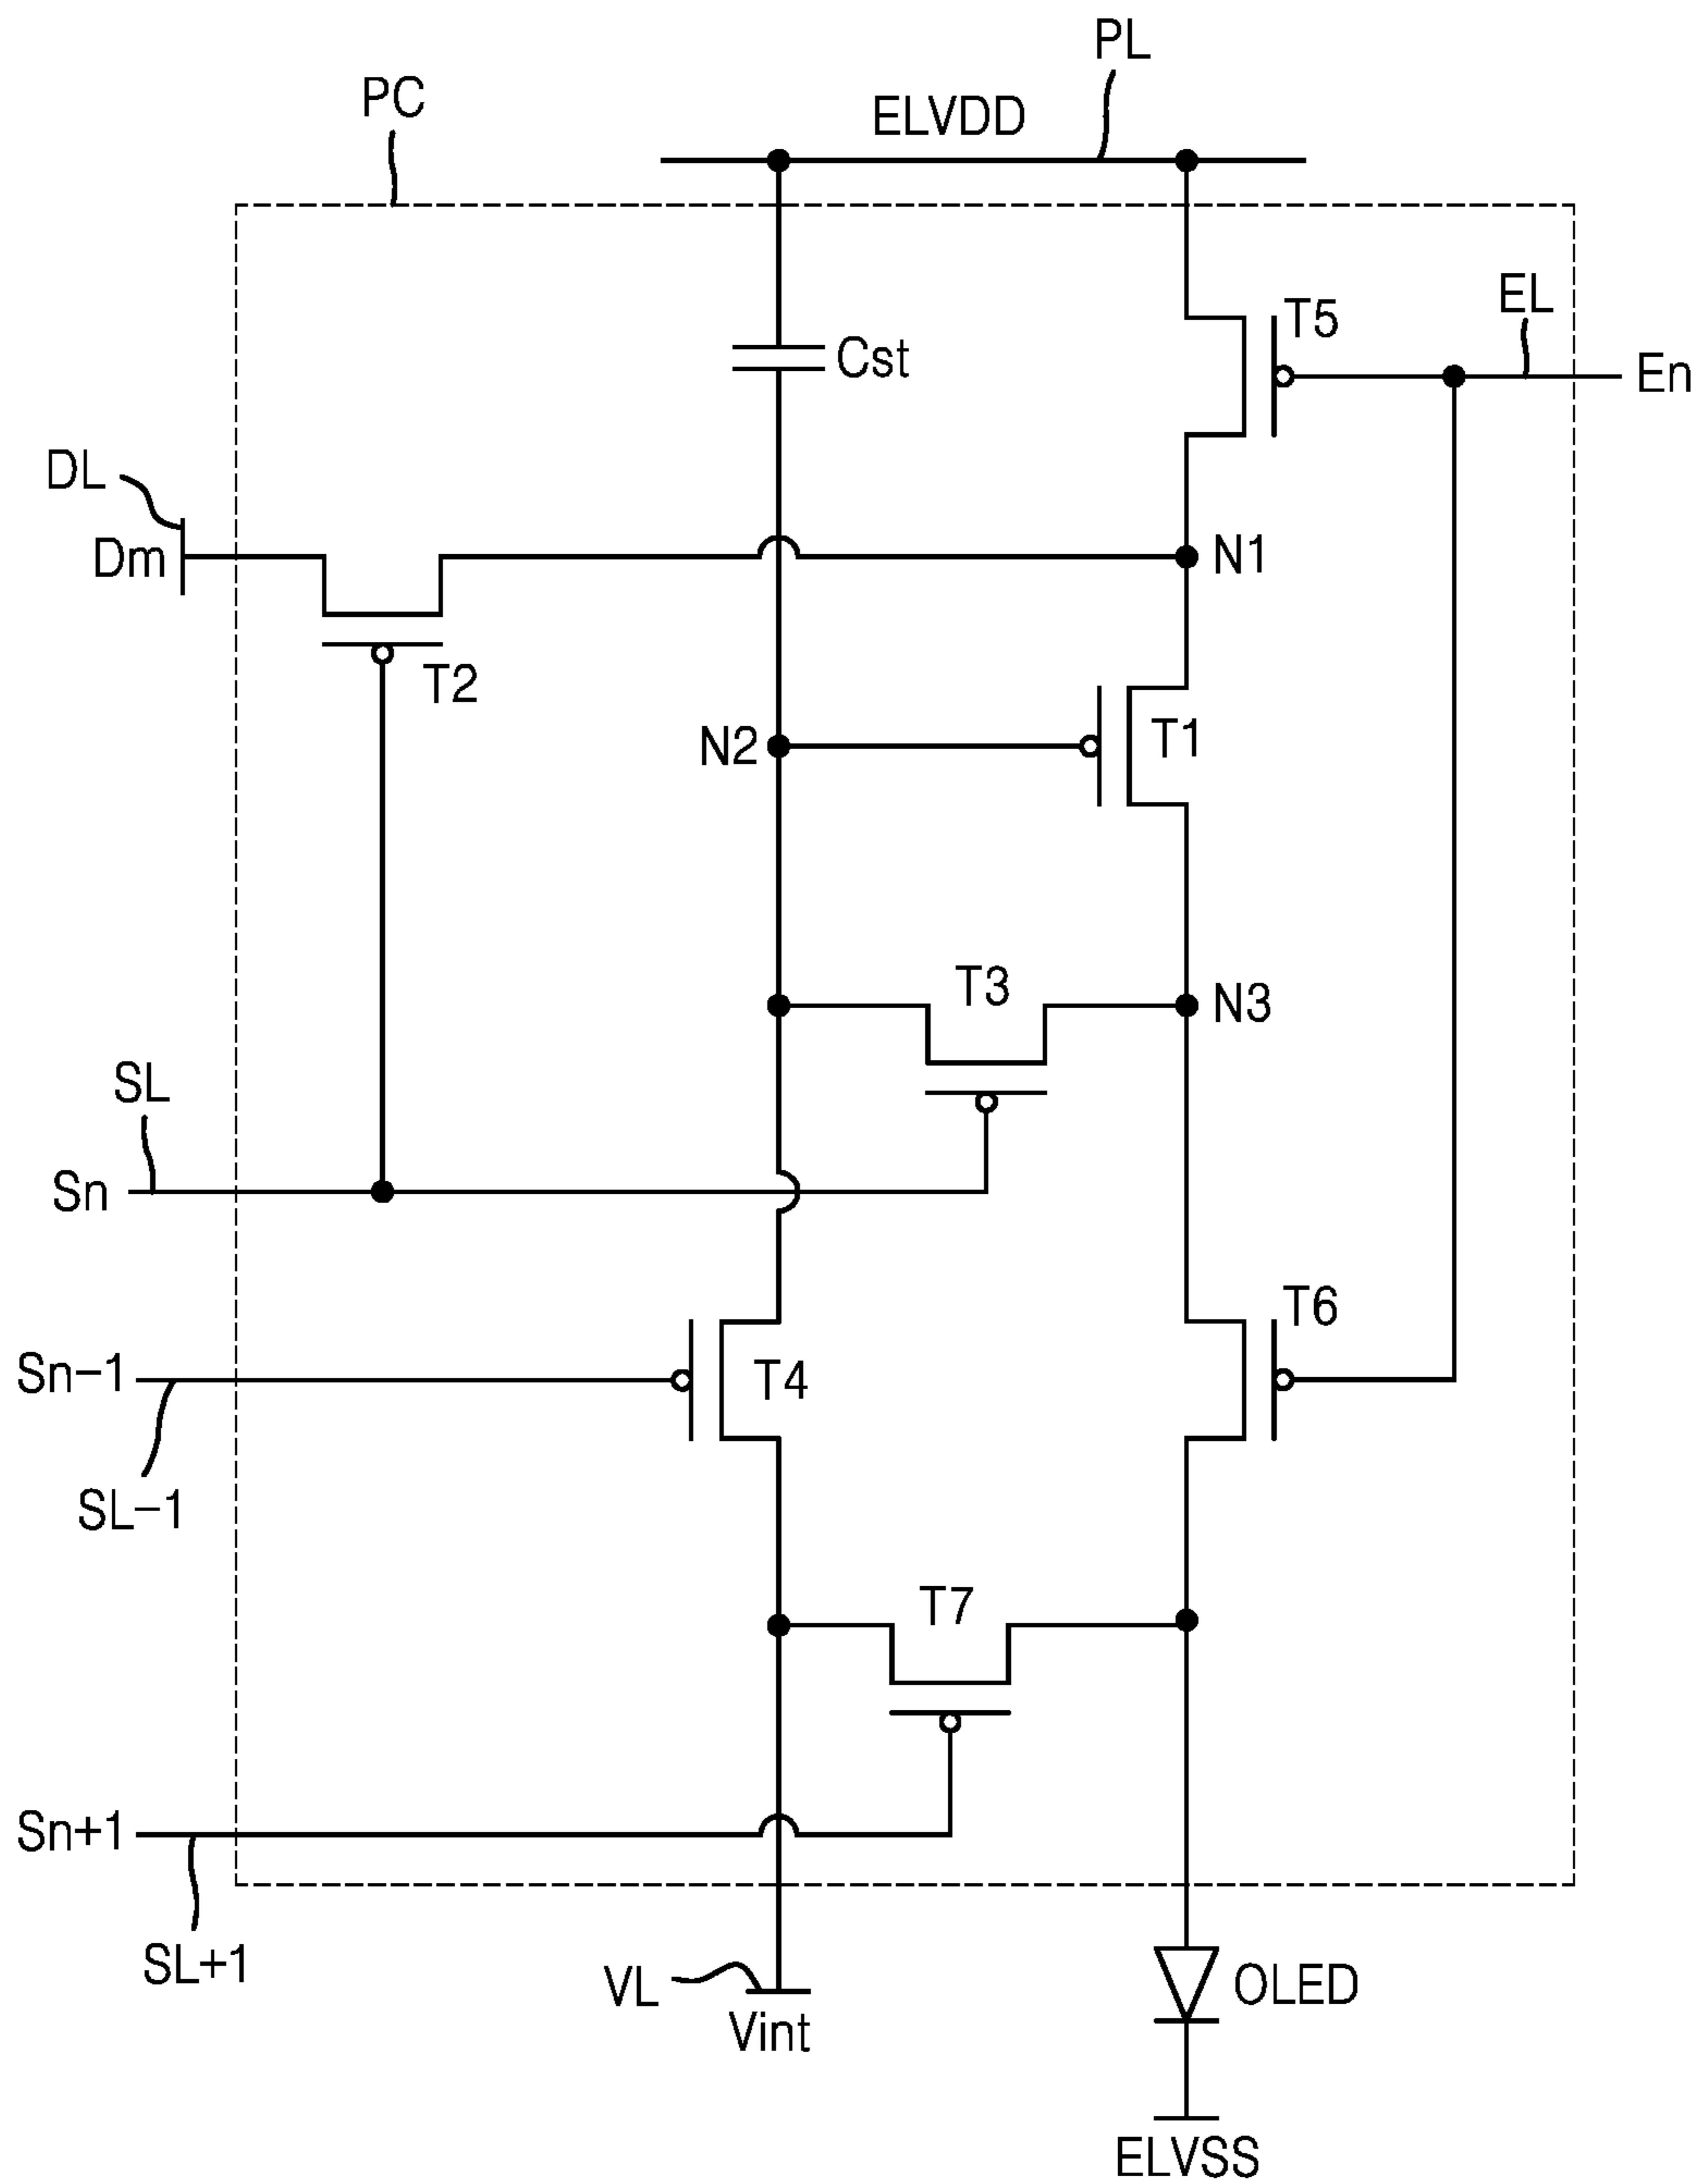 PL
PC
ELVDD
T5
EL
En
Cst
DL
Dm
N1
T2
N2
T1
T3
N3
SL
Sn
T6
Sn-1
T4
SL-1
T7
Sn+1
SL+1
VL
OLED
Vint
ELVSS